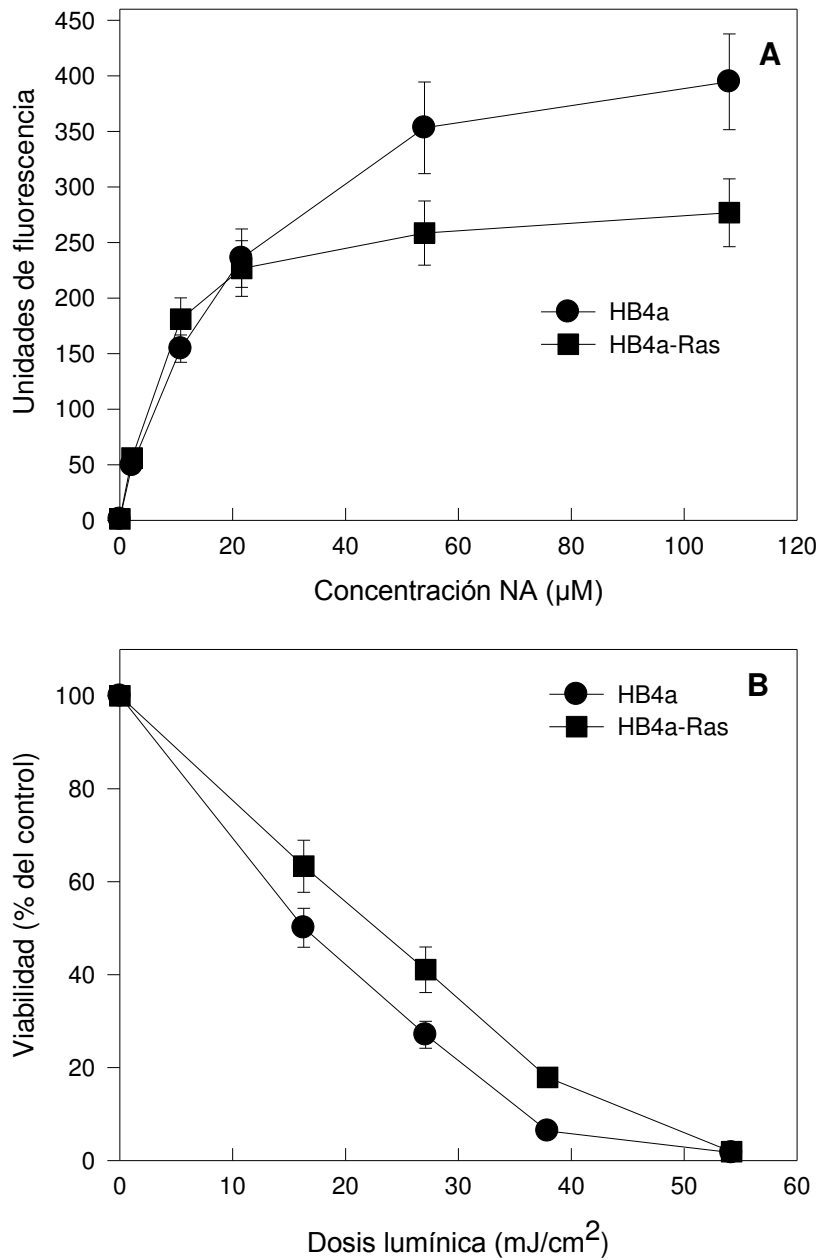 450
400
350
300
250
200
150
100
50
0
Unidades de fluorescencia
A
HB4a
HB4a-Ras
0 20 40 60 80 100 120
Concentración NA (µM)
100
80
60
40
20
0
Viabilidad (% del control)
B
HB4a
HB4a-Ras
0 10 20 30 40 50 60
Dosis lumínica (mJ/cm²)